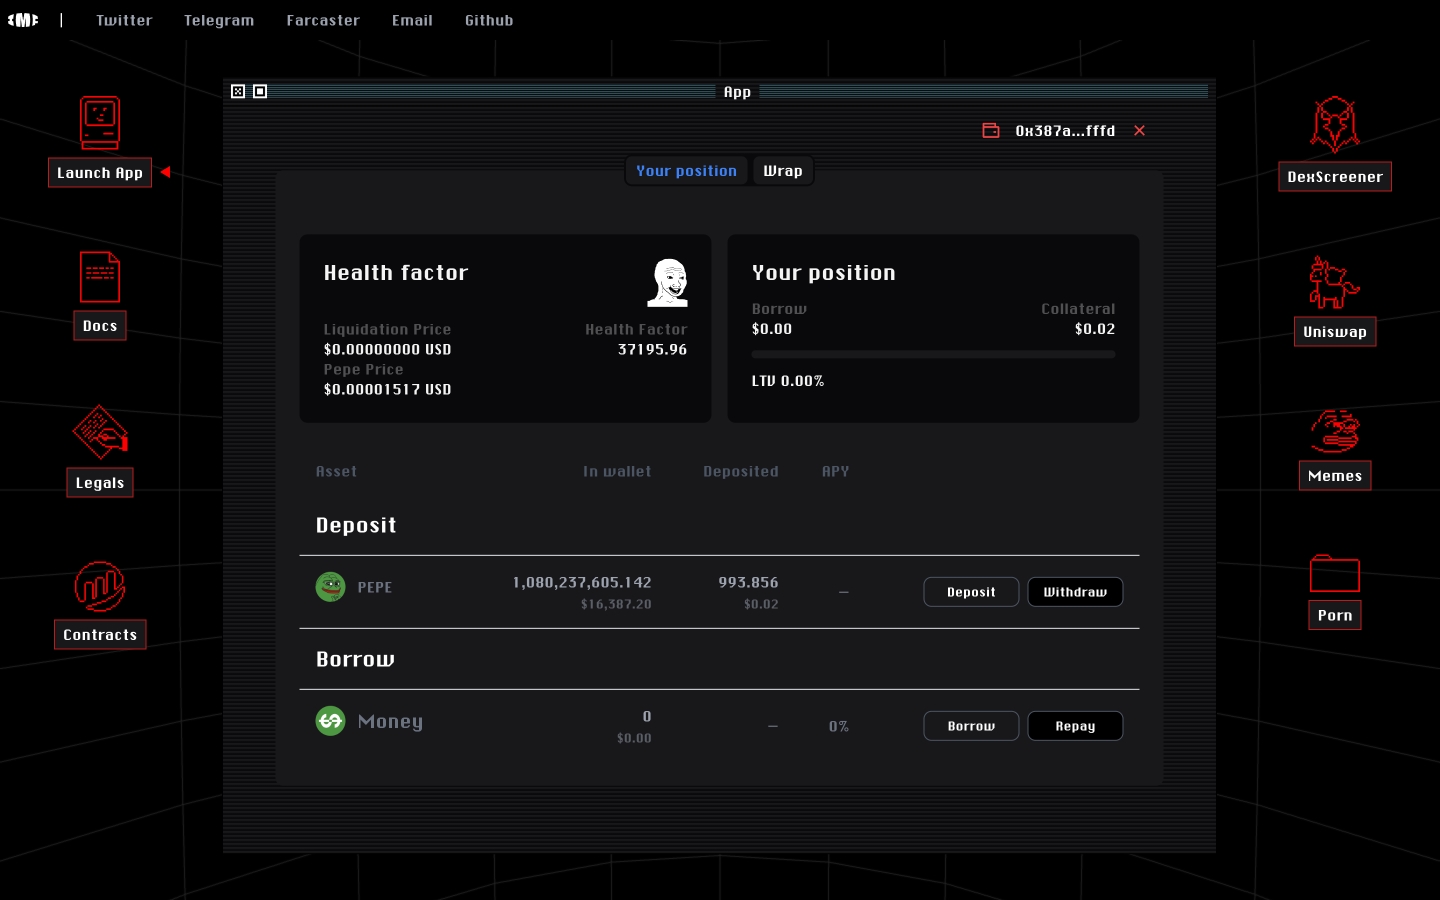 Twitter Telegram Farcaster Email Github
App
0x387a...fffd
Launch App
DexScreener
Your position Wrap
Health factor
Liquidation Price Health Factor
$0.00000000 USD 37195.96
Pepe Price
$0.00001517 USD
Your position
Borrow Collateral
$0.00 $0.02
LTV 0.00%
Docs
Uniswap
Legals
Memes
Contracts
Porn
Asset In wallet Deposited APY
Deposit
PEPE 1,080,237,605.142 993.856 —
$16,387.20 $0.02
Deposit Withdraw
Borrow
Money 0 — 0%
$0.00
Borrow Repay